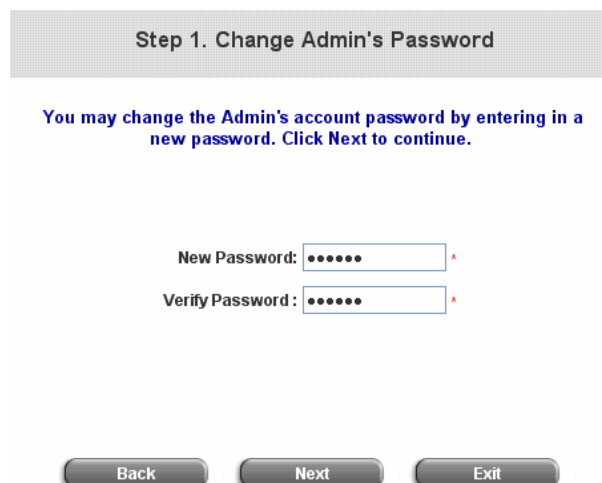 Step 1. Change Admin's Password
You may change the Admin's account password by entering in a
new password. Click Next to continue.
New Password: ●●●●●● *
Verify Password : ●●●●●● *
Back Next Exit